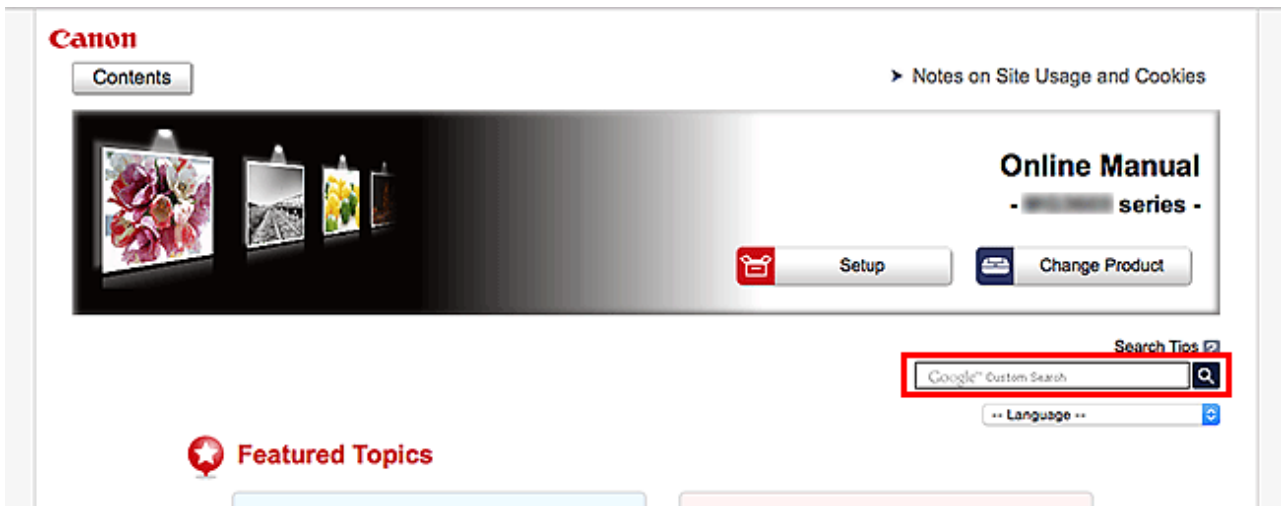 Canon
Contents
Notes on Site Usage and Cookies
Online Manual
- series -
Setup
Change Product
Search Tips
Google™ Custom Search
-- Language --
Featured Topics